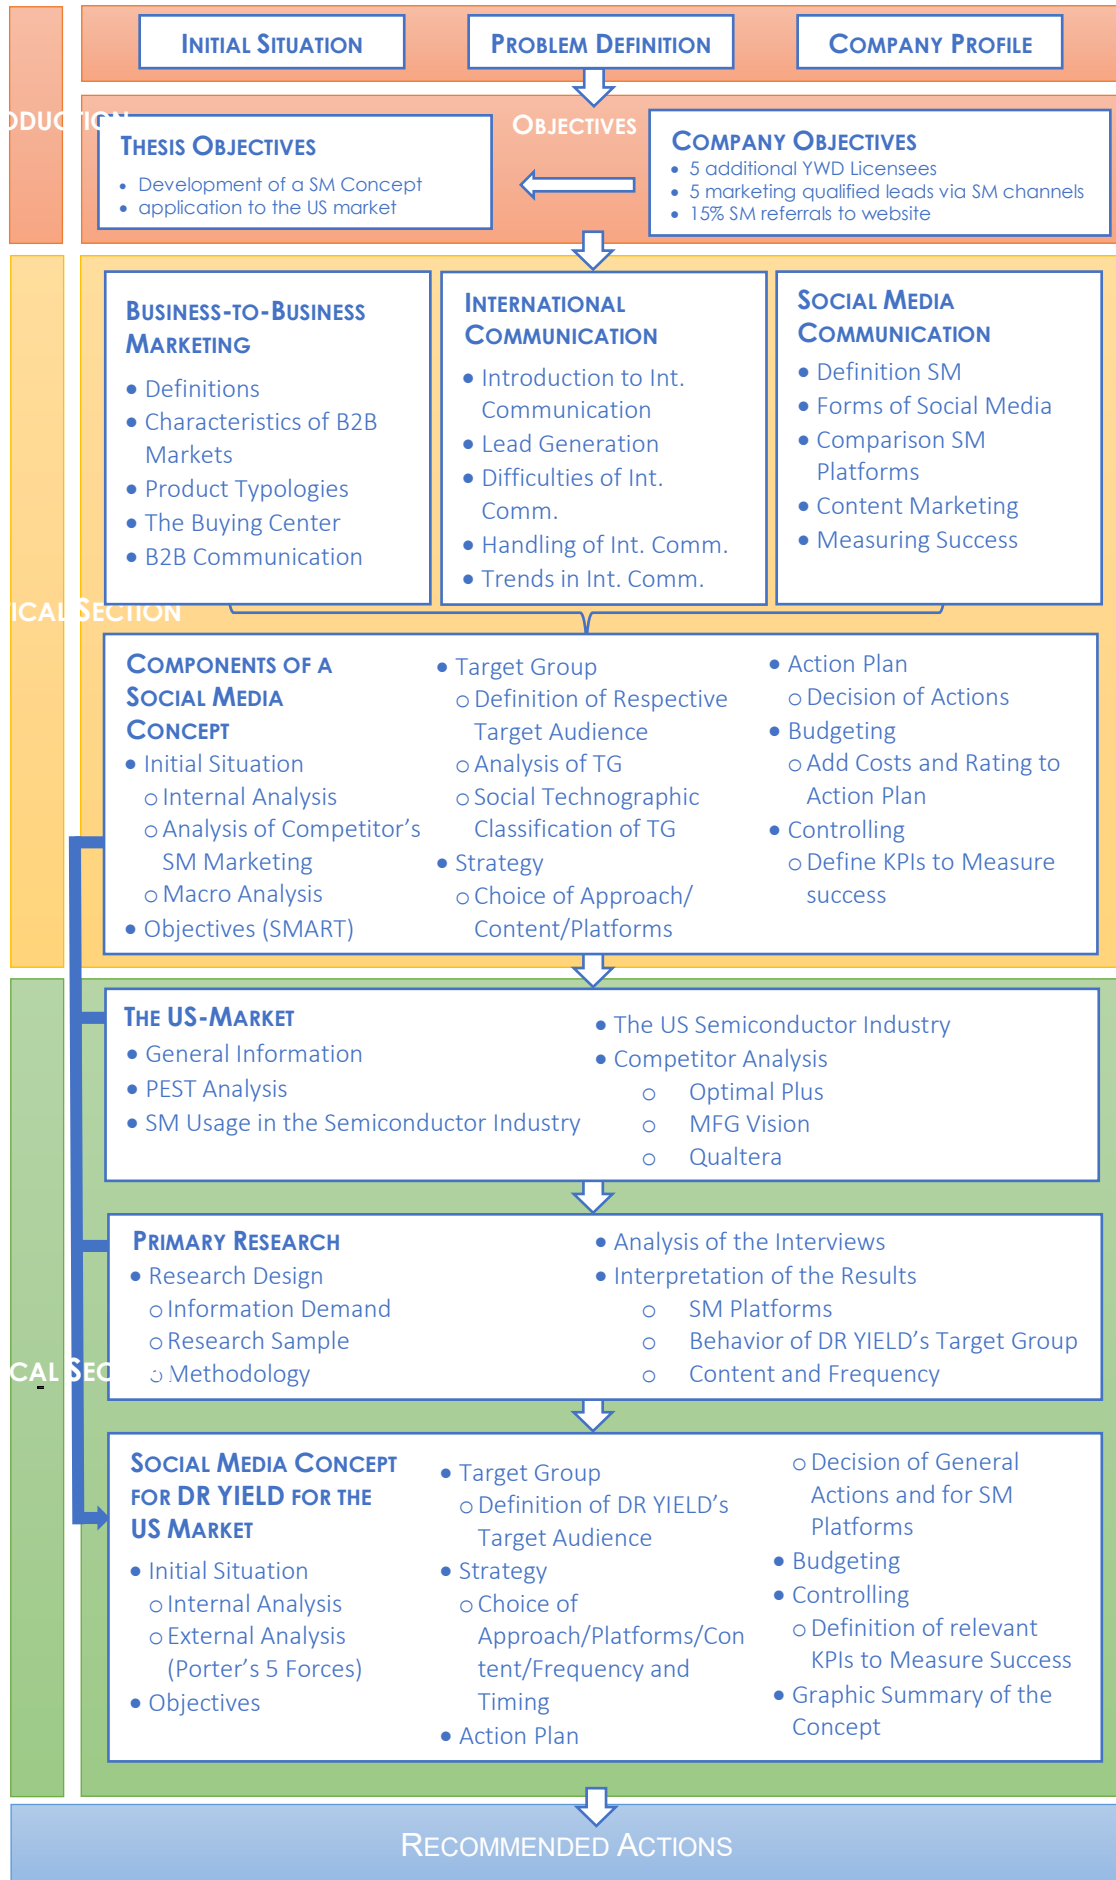 INITIAL SITUATION
PROBLEM DEFINITION
COMPANY PROFILE
ODUCTION
OBJECTIVES
THESIS OBJECTIVES
• Development of a SM Concept
• application to the US market
COMPANY OBJECTIVES
• 5 additional YWD Licensees
• 5 marketing qualified leads via SM channels
• 15% SM referrals to website
BUSINESS-TO-BUSINESS
MARKETING
• Definitions
• Characteristics of B2B
Markets
• Product Typologies
• The Buying Center
• B2B Communication
INTERNATIONAL
COMMUNICATION
• Introduction to Int.
Communication
• Lead Generation
• Difficulties of Int.
Comm.
• Handling of Int. Comm.
• Trends in Int. Comm.
SOCIAL MEDIA
COMMUNICATION
• Definition SM
• Forms of Social Media
• Comparison SM
Platforms
• Content Marketing
• Measuring Success
TICAL SECTION
COMPONENTS OF A
SOCIAL MEDIA
CONCEPT
• Initial Situation
o Internal Analysis
o Analysis of Competitor's
SM Marketing
o Macro Analysis
• Objectives (SMART)
• Target Group
o Definition of Respective
Target Audience
o Analysis of TG
o Social Technographic
Classification of TG
• Strategy
o Choice of Approach/
Content/Platforms
• Action Plan
o Decision of Actions
• Budgeting
o Add Costs and Rating to
Action Plan
• Controlling
o Define KPIs to Measure
success
THE US-MARKET
• General Information
• PEST Analysis
• SM Usage in the Semiconductor Industry
• The US Semiconductor Industry
• Competitor Analysis
o Optimal Plus
o MFG Vision
o Qualtera
PRIMARY RESEARCH
• Research Design
o Information Demand
o Research Sample
o Methodology
• Analysis of the Interviews
• Interpretation of the Results
o SM Platforms
o Behavior of DR YIELD's Target Group
o Content and Frequency
CAL SEC
SOCIAL MEDIA CONCEPT
FOR DR YIELD FOR THE
US MARKET
• Initial Situation
o Internal Analysis
o External Analysis
(Porter's 5 Forces)
• Objectives
• Target Group
o Definition of DR YIELD's
Target Audience
• Strategy
o Choice of
Approach/Platforms/Con
tent/Frequency and
Timing
• Action Plan
o Decision of General
Actions and for SM
Platforms
• Budgeting
• Controlling
o Definition of relevant
KPIs to Measure Success
• Graphic Summary of the
Concept
RECOMMENDED ACTIONS